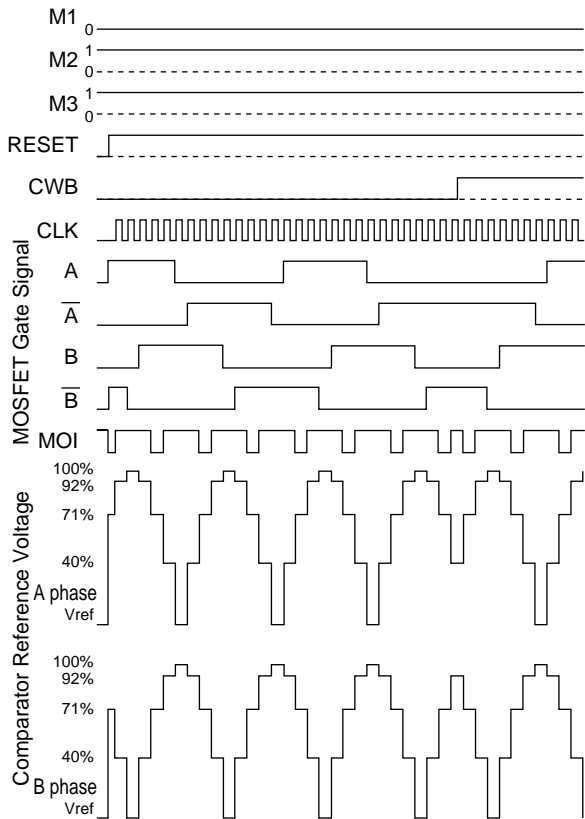 M1
0
1
M2
0
1
M3
0
RESET
CWB
CLK
MOSFET Gate Signal
A
A
B
B
MOI
Comparator Reference Voltage
100%
92%
71%
40%
A phase
Vref
100%
92%
71%
40%
B phase
Vref